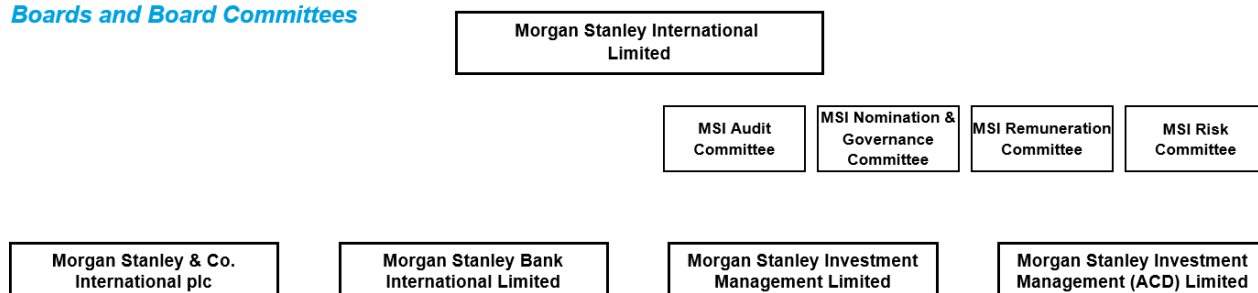 Boards and Board Committees
Morgan Stanley International
Limited
MSI Audit
Committee
MSI Nomination &
Governance
Committee
MSI Remuneration
Committee
MSI Risk
Committee
Morgan Stanley & Co.
International plc
Morgan Stanley Bank
International Limited
Morgan Stanley Investment
Management Limited
Morgan Stanley Investment
Management (ACD) Limited